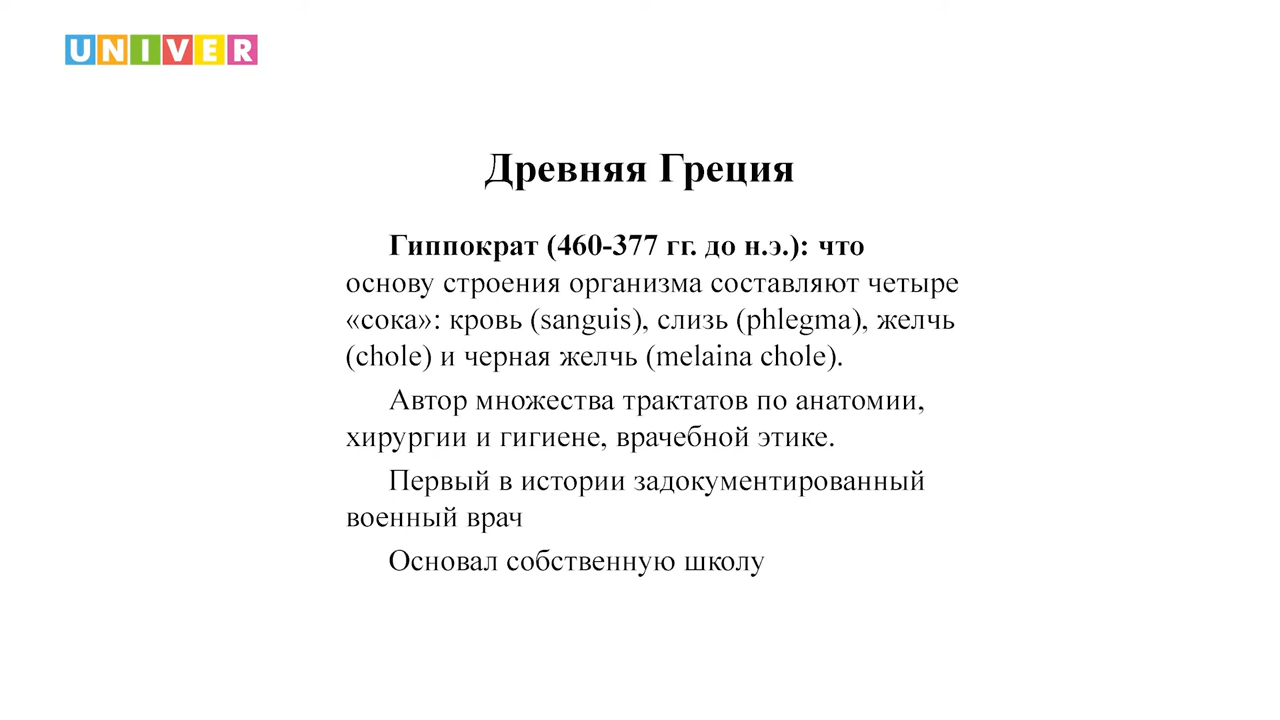 UNIVER
Древняя Греция
Гиппократ (460-377 гг. до н.э.): что
основу строения организма составляют четыре
«сока»: кровь (sanguis), слизь (phlegma), желчь
(chole) и черная желчь (melaina chole).
Автор множества трактатов по анатомии,
хирургии и гигиене, врачебной этике.
Первый в истории задокументированный
военный врач
Основал собственную школу